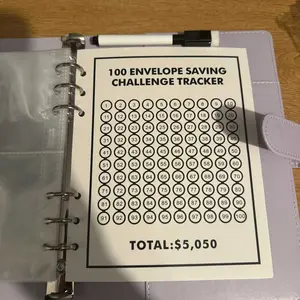 100 ENVELOPE SAVING
CHALLENGE TRACKER
1 2 3 4 5 6 7 8 9 10
11 12 13 14 15 16 17 18 19 20
21 22 23 24 25 26 27 28 29 30
31 32 33 34 35 36 37 38 39 40
41 42 43 44 45 46 47 48 49 50
51 52 53 54 55 56 57 58 59 60
61 62 63 64 65 66 67 68 69 70
71 72 73 74 75 76 77 78 79 80
81 82 83 84 85 86 87 88 89 90
91 92 93 94 95 96 97 98 99 100
TOTAL:$5,050